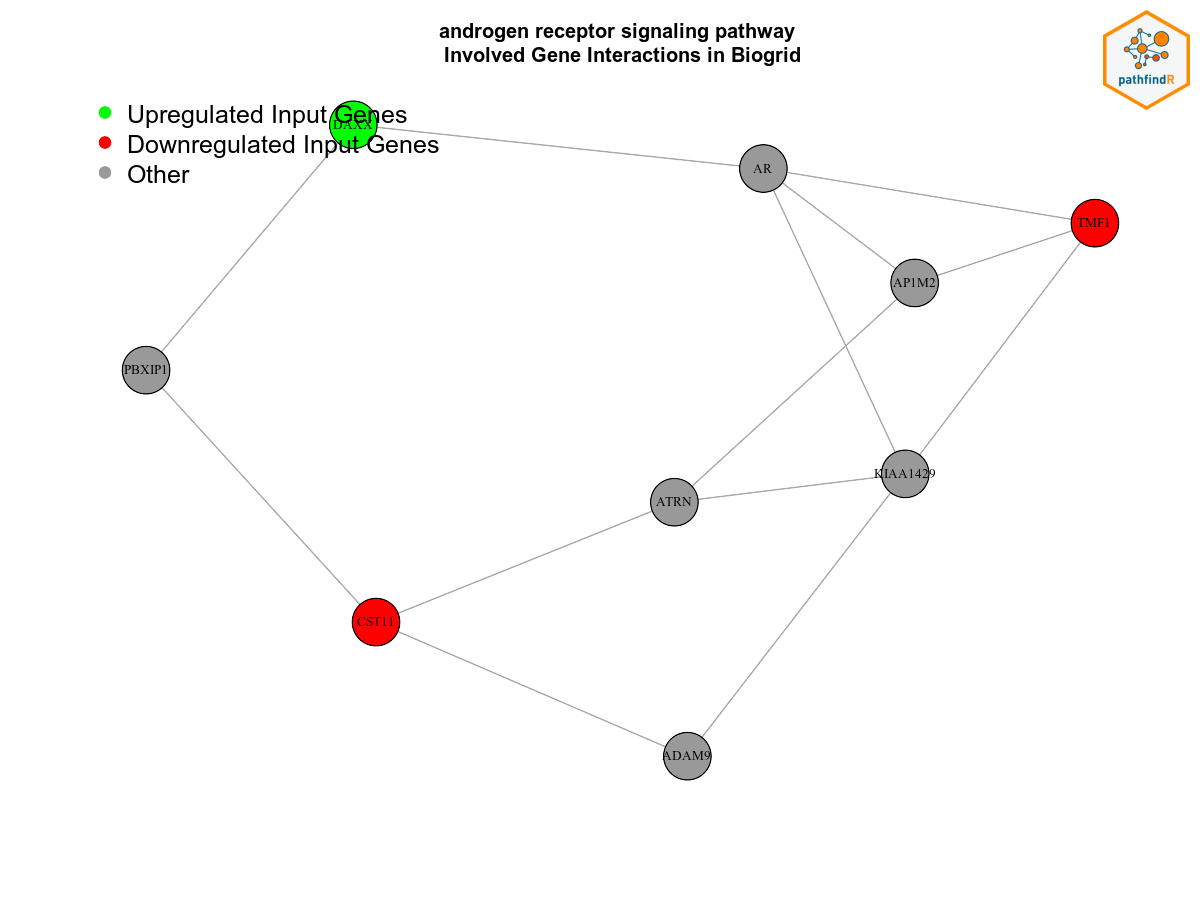 androgen receptor signaling pathway
Involved Gene Interactions in Biogrid
pathfindR
Upregulated Input Genes
Downregulated Input Genes
Other
DAXX
AR
TMF1
AP1M2
PBXIP1
KIAA1429
ATRN
CST11
ADAM9